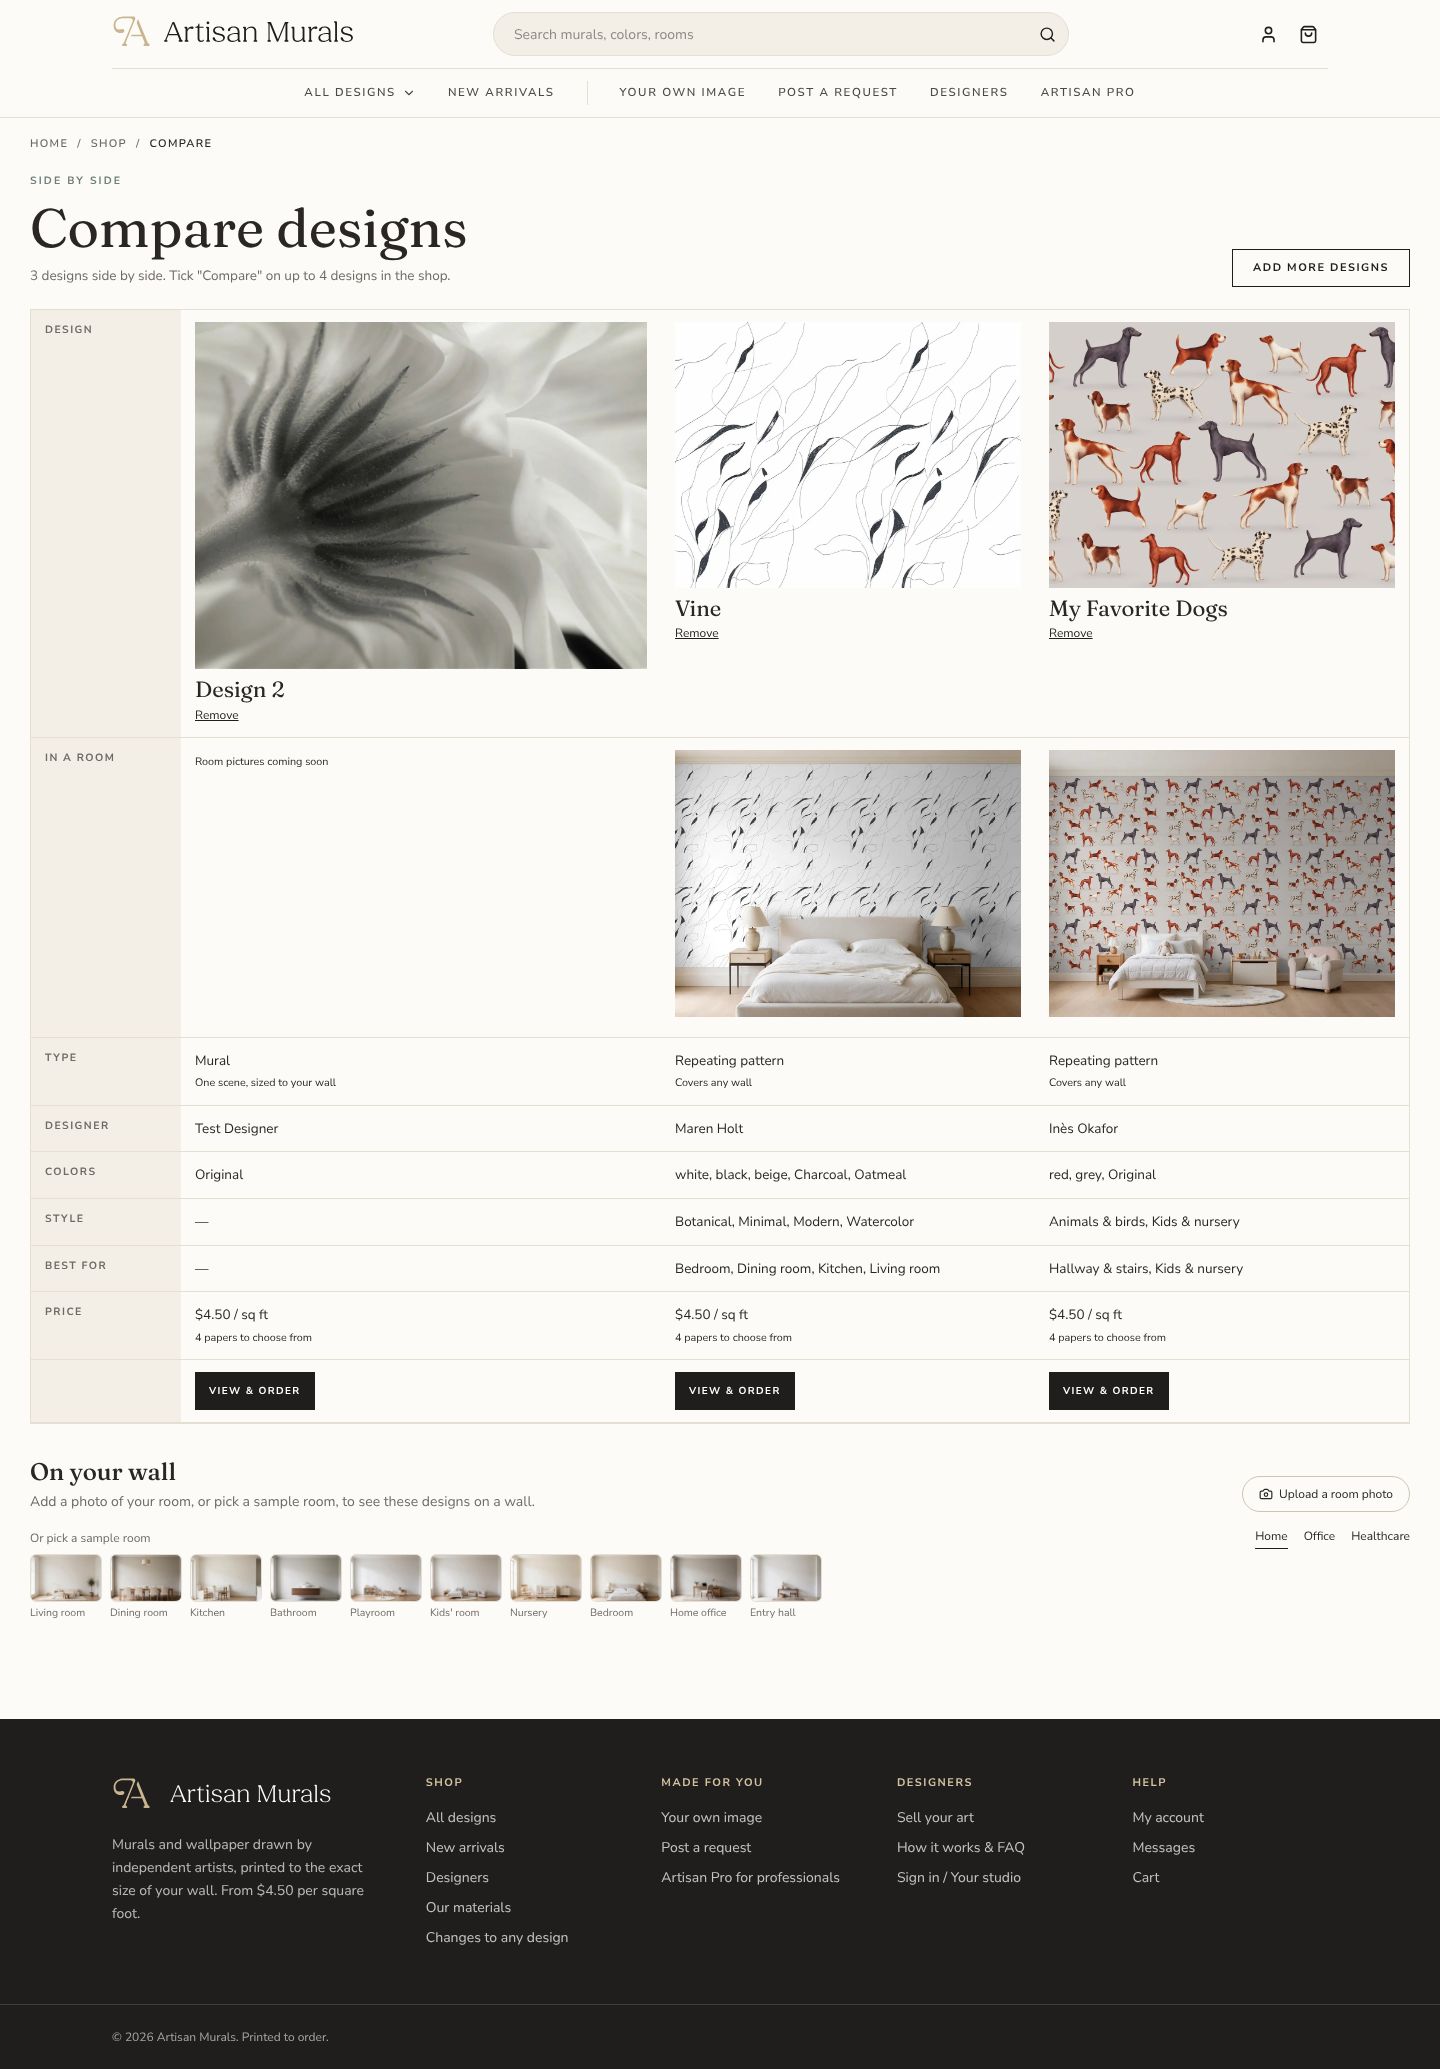 Artisan Murals
Search murals, colors, rooms
ALL DESIGNS
NEW ARRIVALS
YOUR OWN IMAGE
POST A REQUEST
DESIGNERS
ARTISAN PRO
HOME / SHOP / COMPARE
SIDE BY SIDE
Compare designs
3 designs side by side. Tick "Compare" on up to 4 designs in the shop.
ADD MORE DESIGNS
DESIGN
Design 2
Remove
Vine
Remove
My Favorite Dogs
Remove
IN A ROOM
Room pictures coming soon
TYPE
Mural
One scene, sized to your wall
Repeating pattern
Covers any wall
Repeating pattern
Covers any wall
DESIGNER
Test Designer
Maren Holt
Inès Okafor
COLORS
Original
white, black, beige, Charcoal, Oatmeal
red, grey, Original
STYLE
—
Botanical, Minimal, Modern, Watercolor
Animals & birds, Kids & nursery
BEST FOR
—
Bedroom, Dining room, Kitchen, Living room
Hallway & stairs, Kids & nursery
PRICE
$4.50 / sq ft
4 papers to choose from
$4.50 / sq ft
4 papers to choose from
$4.50 / sq ft
4 papers to choose from
VIEW & ORDER
VIEW & ORDER
VIEW & ORDER
On your wall
Add a photo of your room, or pick a sample room, to see these designs on a wall.
Upload a room photo
Or pick a sample room
Home
Office
Healthcare
Living room
Dining room
Kitchen
Bathroom
Playroom
Kids' room
Nursery
Bedroom
Home office
Entry hall
Artisan Murals
Murals and wallpaper drawn by
independent artists, printed to the exact
size of your wall. From $4.50 per square
foot.
SHOP
All designs
New arrivals
Designers
Our materials
Changes to any design
MADE FOR YOU
Your own image
Post a request
Artisan Pro for professionals
DESIGNERS
Sell your art
How it works & FAQ
Sign in / Your studio
HELP
My account
Messages
Cart
© 2026 Artisan Murals. Printed to order.